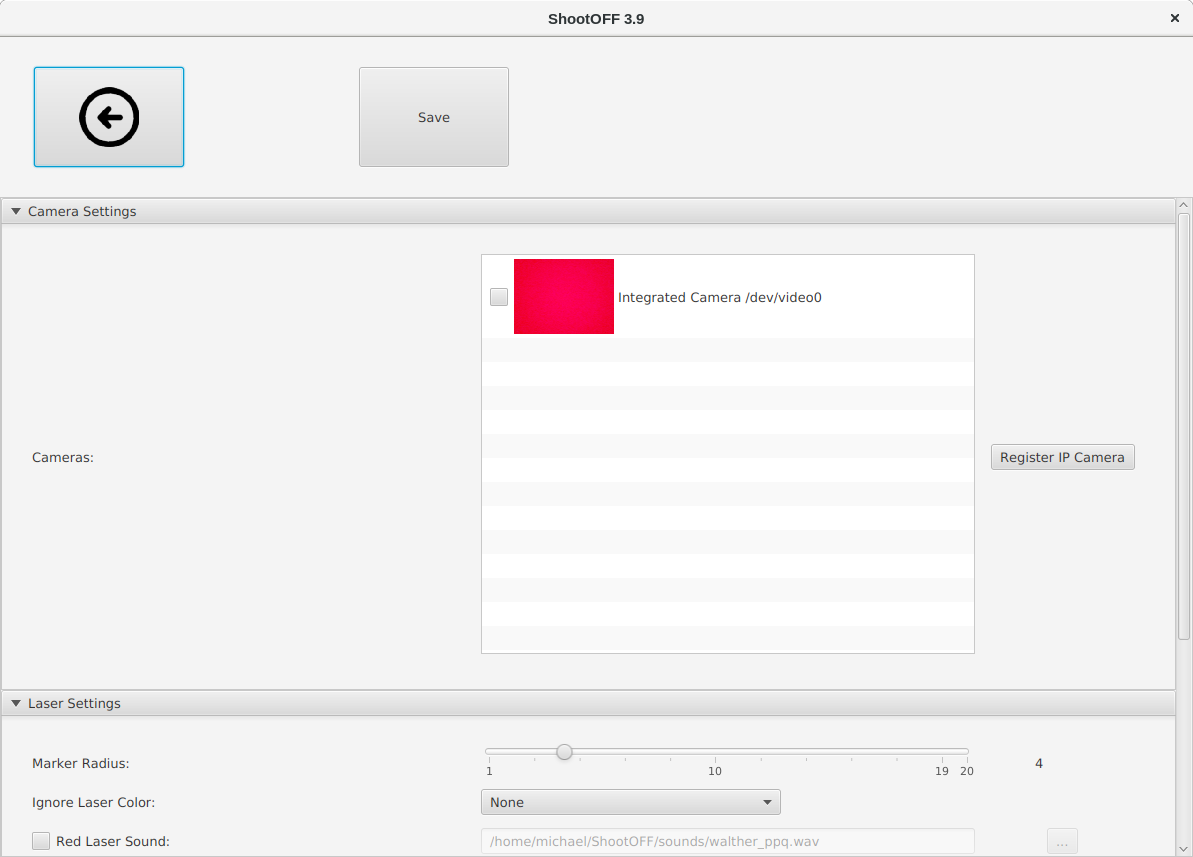 ShootOFF 3.9
Save
Camera Settings
Integrated Camera /dev/video0
Cameras:
Register IP Camera
Laser Settings
Marker Radius:
1 10 19 20
4
Ignore Laser Color:
None
Red Laser Sound:
/home/michael/ShootOFF/sounds/walther_ppq.wav
...